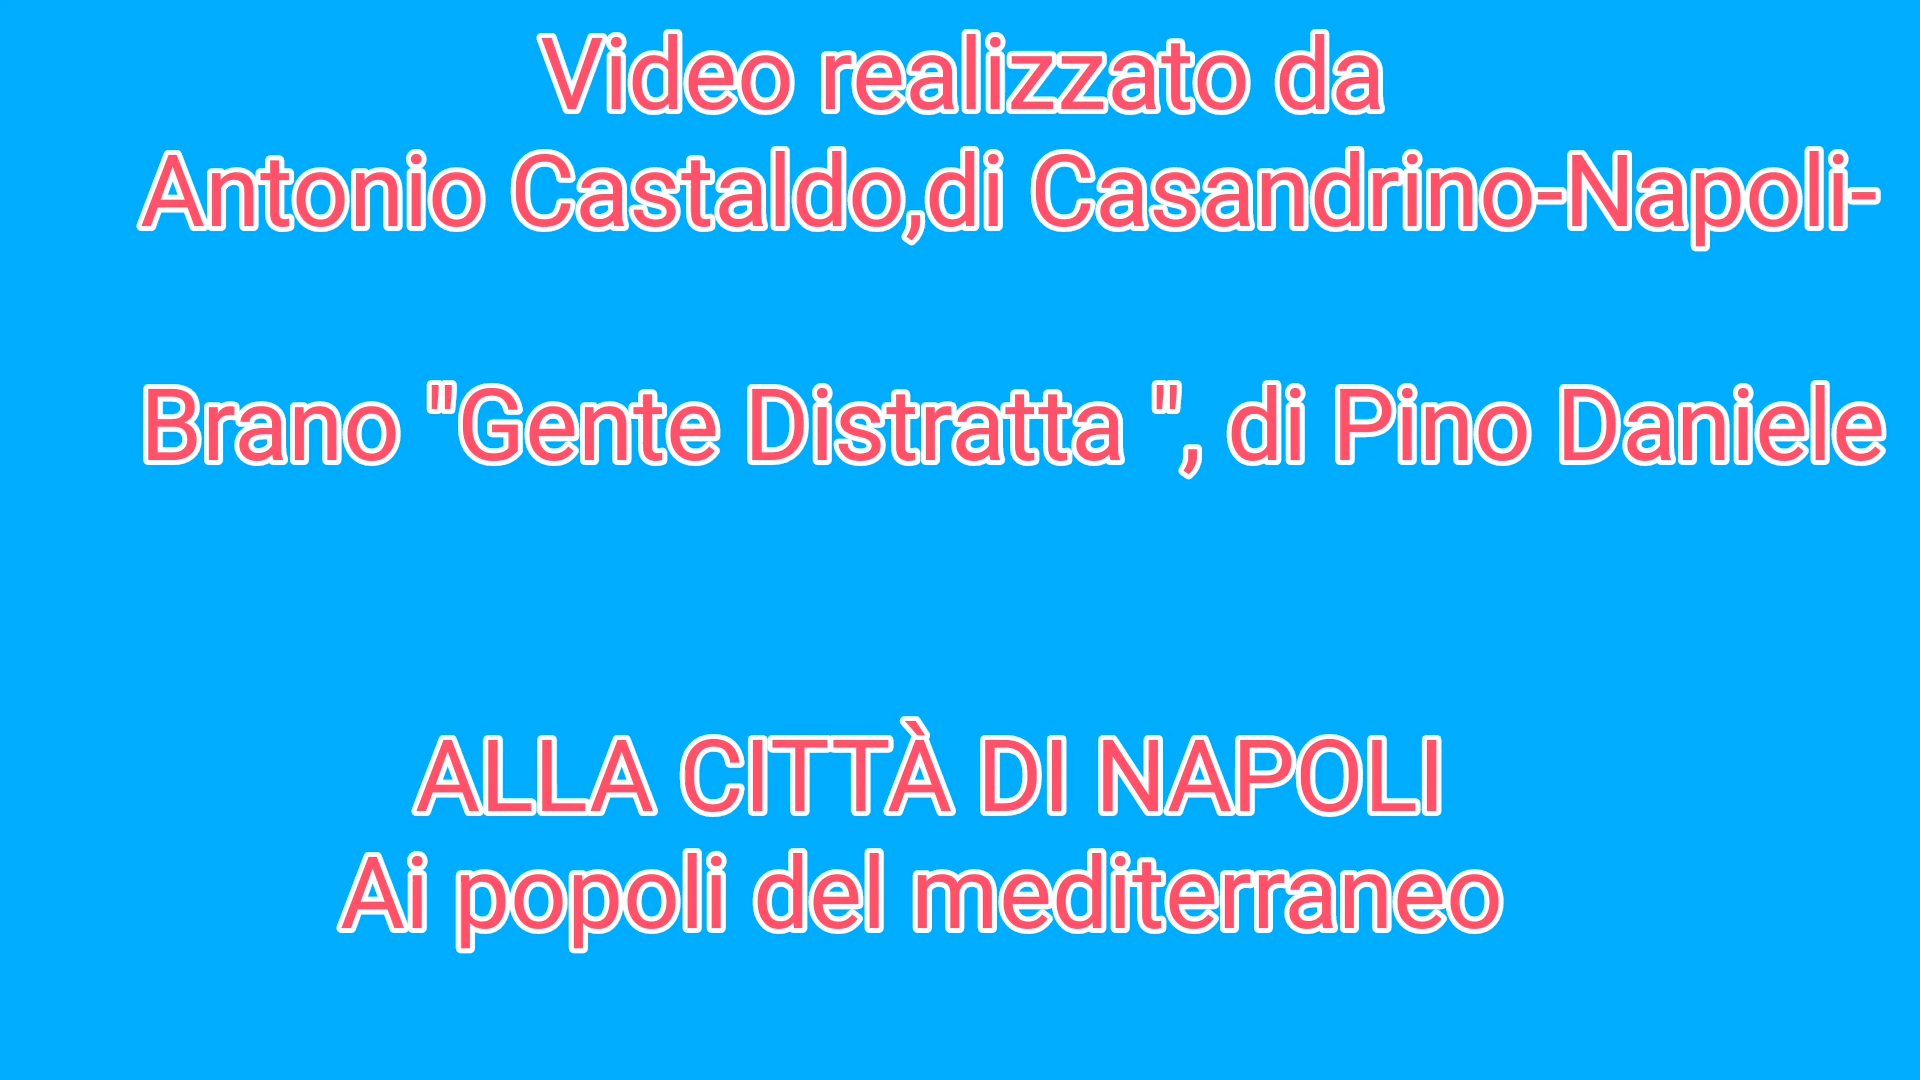 Video realizzato da
Antonio Castaldo,di Casandrino-Napoli-
Brano "Gente Distratta ", di Pino Daniele
ALLA CITTÀ DI NAPOLI
Ai popoli del mediterraneo